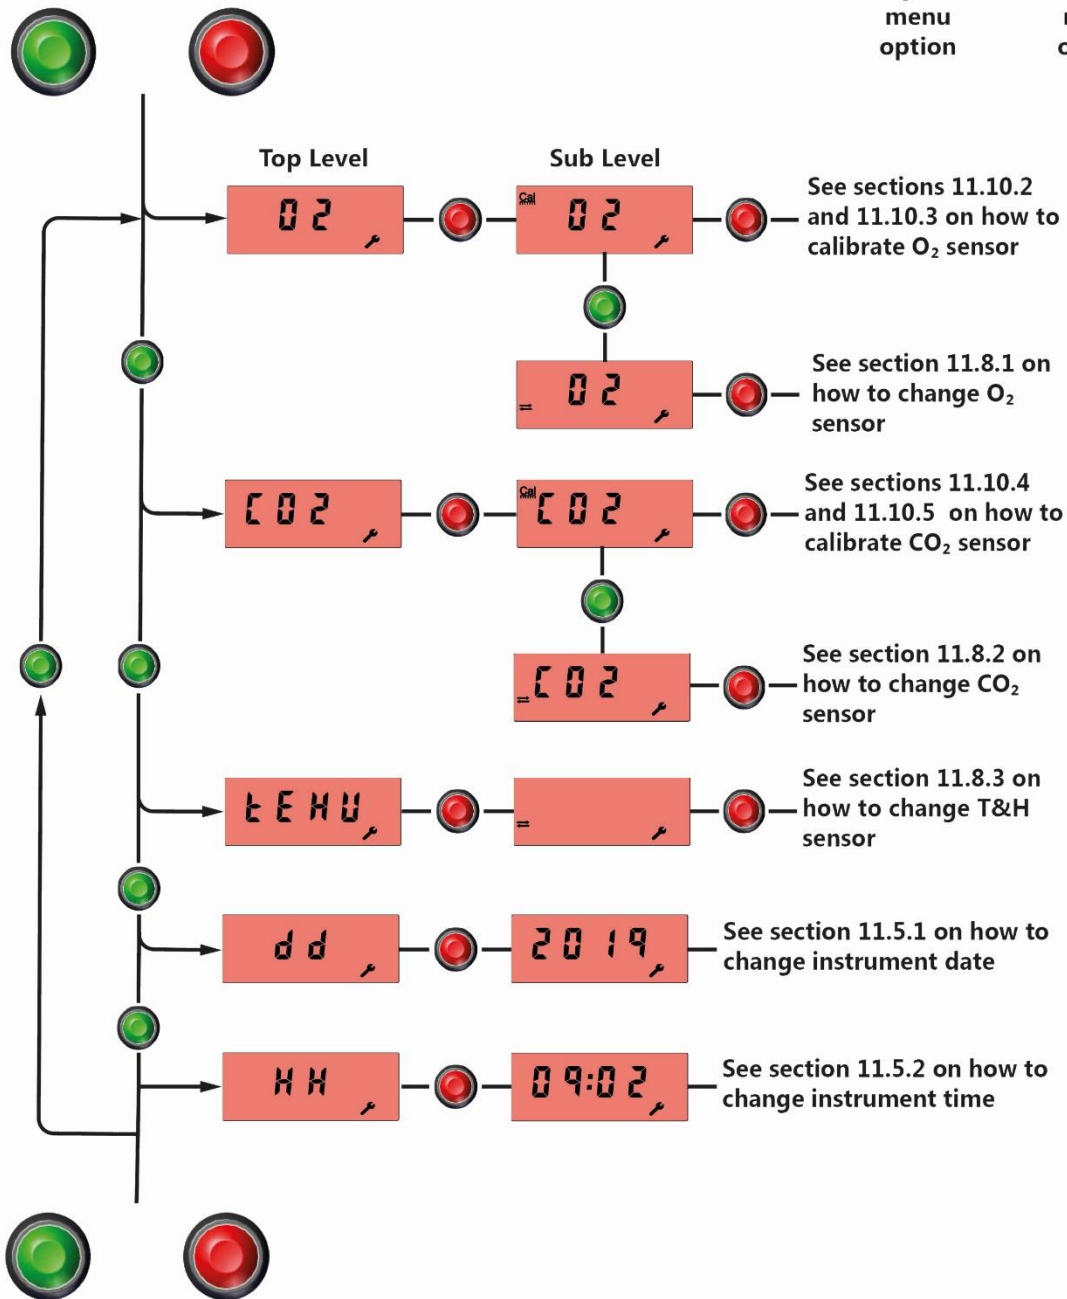 menu
option
Top Level
Sub Level
02
Cal
02
See sections 11.10.2
and 11.10.3 on how to
calibrate O₂ sensor
02
See section 11.8.1 on
how to change O₂
sensor
C02
Cal
C02
See sections 11.10.4
and 11.10.5 on how to
calibrate CO₂ sensor
C02
See section 11.8.2 on
how to change CO₂
sensor
tEHU
See section 11.8.3 on
how to change T&H
sensor
dd
2019
See section 11.5.1 on how to
change instrument date
HH
09:02
See section 11.5.2 on how to
change instrument time